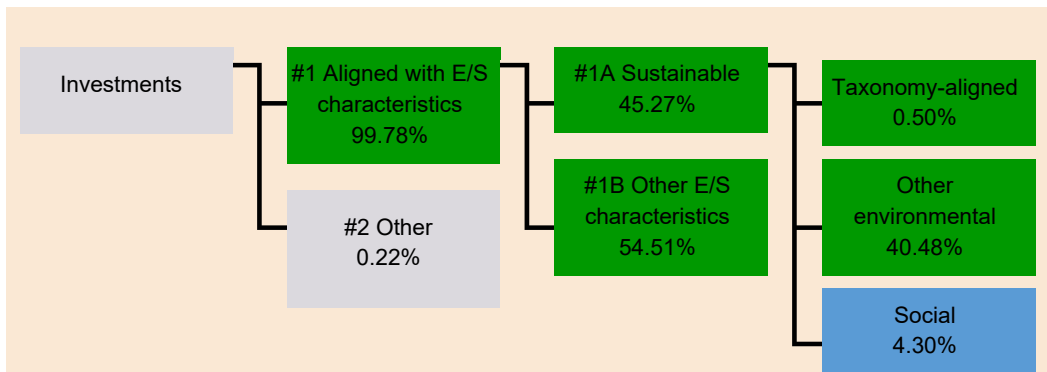 Investments
#1 Aligned with E/S
characteristics
99.78%
#2 Other
0.22%
#1A Sustainable
45.27%
#1B Other E/S
characteristics
54.51%
Taxonomy-aligned
0.50%
Other
environmental
40.48%
Social
4.30%